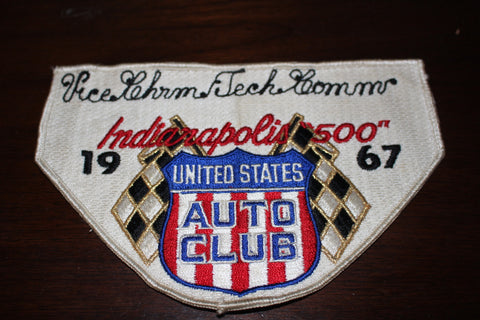 Vice Chrm Tech Comm
Indianapolis "500"
19 67
UNITED STATES
AUTO
CLUB